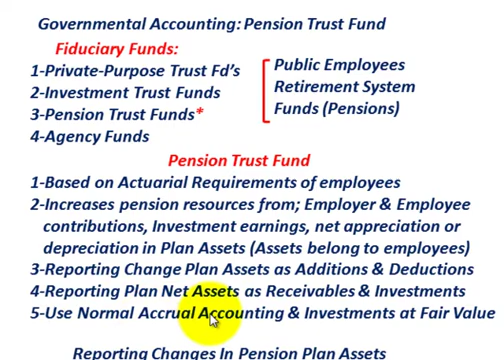 Governmental Accounting: Pension Trust Fund
Fiduciary Funds:
1-Private-Purpose Trust Fd's
2-Investment Trust Funds
3-Pension Trust Funds*
4-Agency Funds
Public Employees
Retirement System
Funds (Pensions)
Pension Trust Fund
1-Based on Actuarial Requirements of employees
2-Increases pension resources from; Employer & Employee
contributions, Investment earnings, net appreciation or
depreciation in Plan Assets (Assets belong to employees)
3-Reporting Change Plan Assets as Additions & Deductions
4-Reporting Plan Net Assets as Receivables & Investments
5-Use Normal Accrual Accounting & Investments at Fair Value
Reporting Changes In Pension Plan Assets